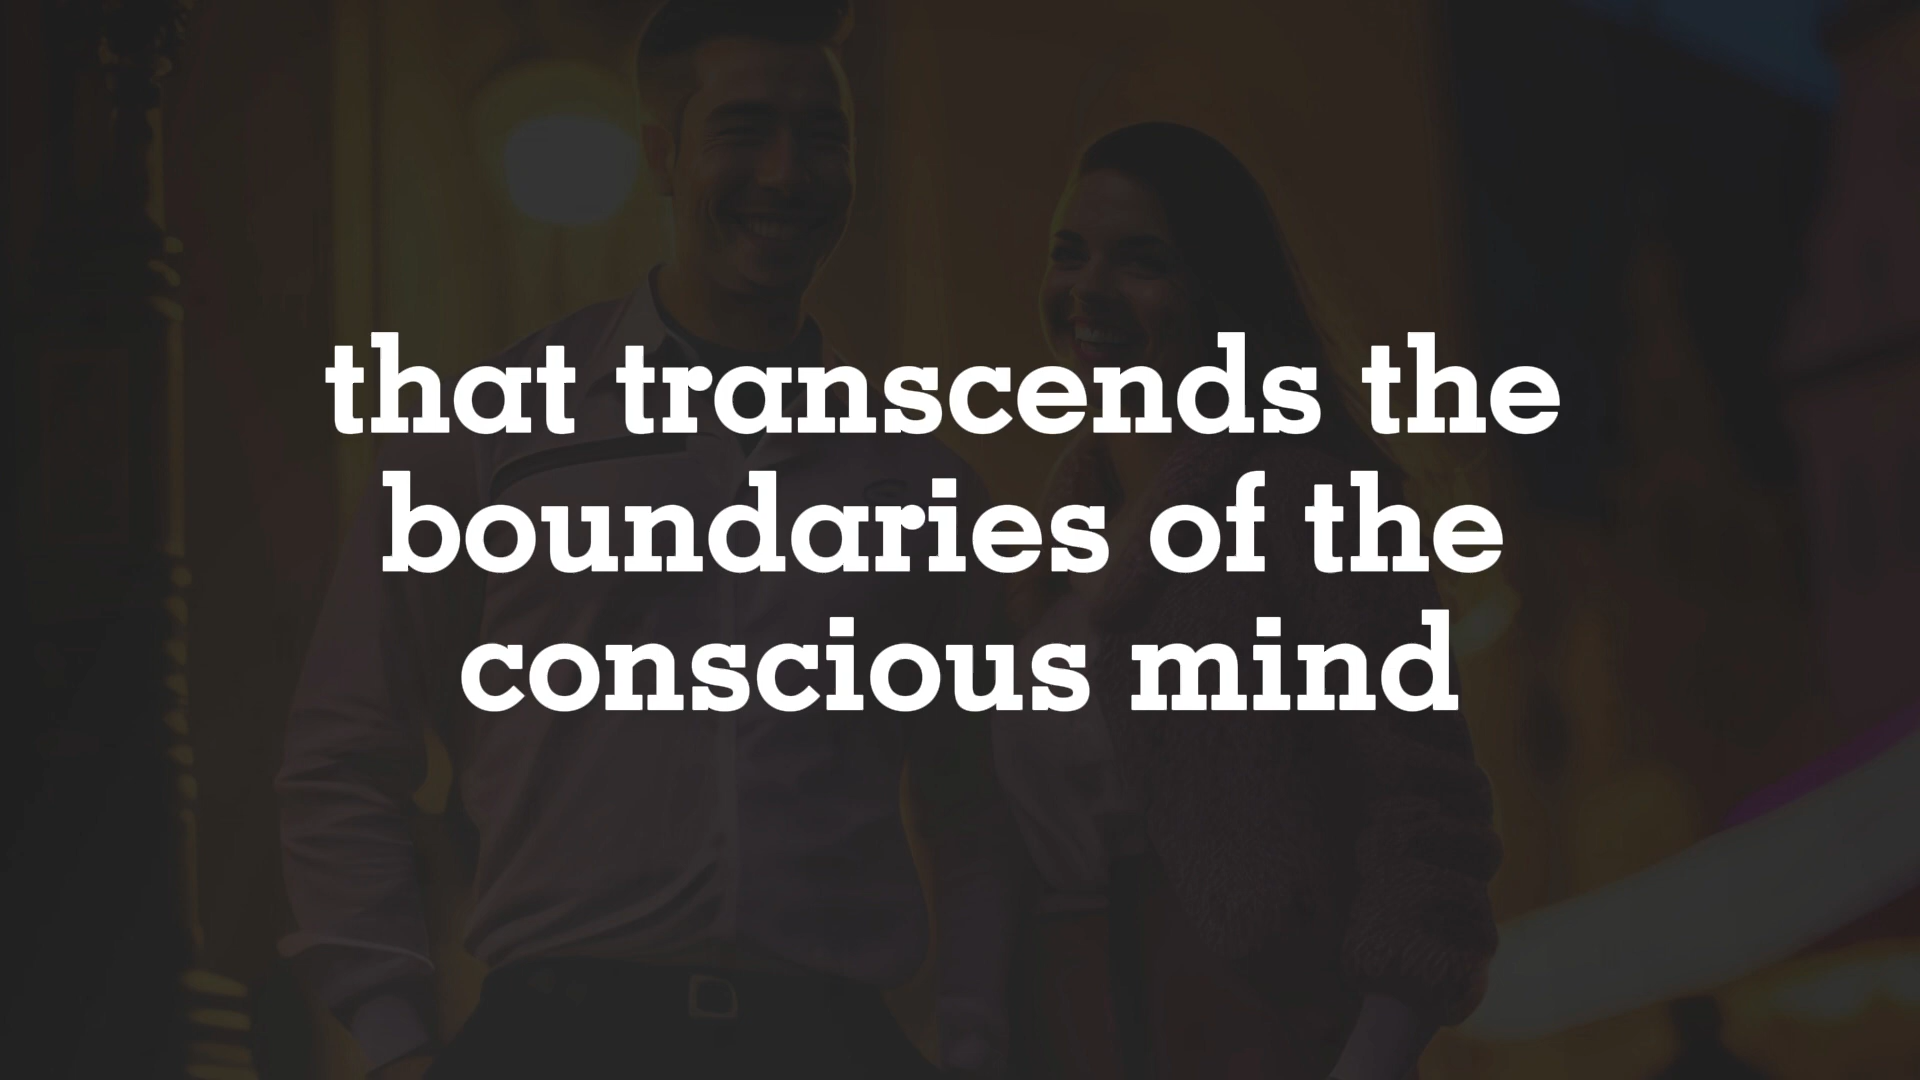 that transcends the
boundaries of the
conscious mind